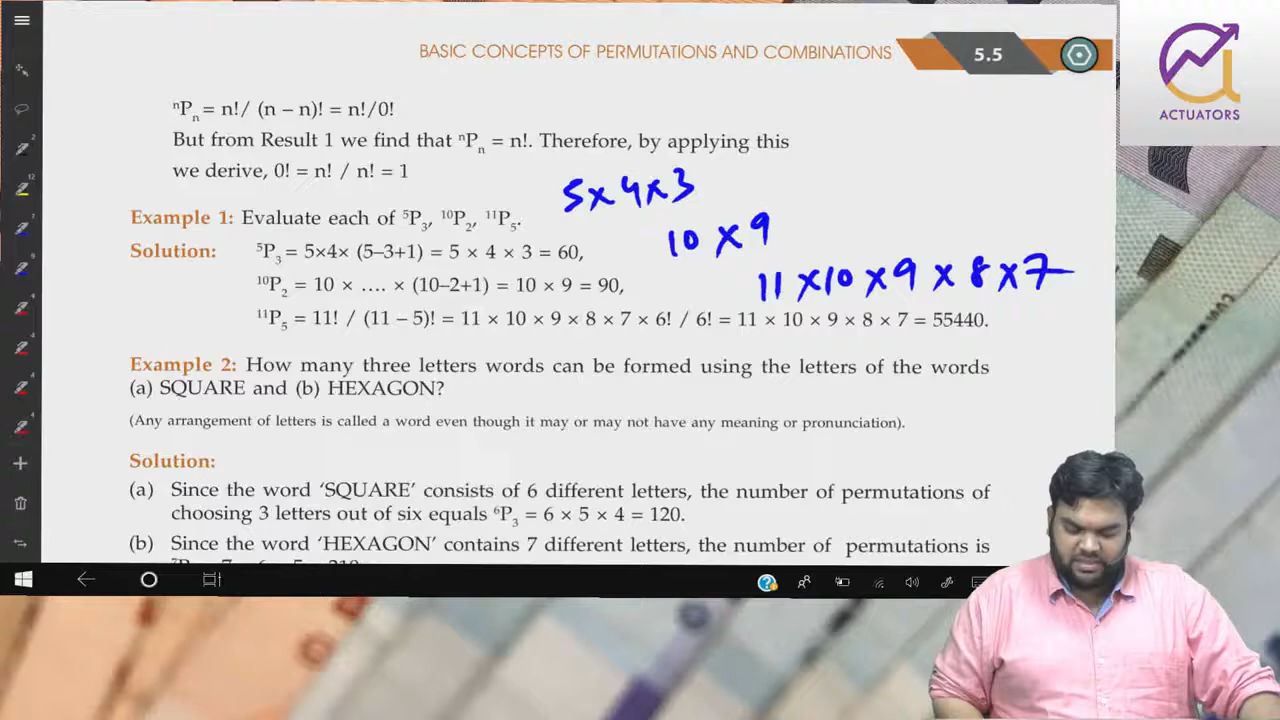 BASIC CONCEPTS OF PERMUTATIONS AND COMBINATIONS 5.5
ACTUATORS
ⁿPₙ = n!/ (n – n)! = n!/0!
But from Result 1 we find that ⁿPₙ = n!. Therefore, by applying this
we derive, 0! = n! / n! = 1
5×4×3
Example 1: Evaluate each of ⁵P₃, ¹⁰P₂, ¹¹P₅.
10 × 9
Solution: ⁵P₃ = 5×4× (5–3+1) = 5 × 4 × 3 = 60,
11 ×10 × 9 × 8 × 7
¹⁰P₂ = 10 × .... × (10–2+1) = 10 × 9 = 90,
¹¹P₅ = 11! / (11 – 5)! = 11 × 10 × 9 × 8 × 7 × 6! / 6! = 11 × 10 × 9 × 8 × 7 = 55440.
Example 2: How many three letters words can be formed using the letters of the words
(a) SQUARE and (b) HEXAGON?
(Any arrangement of letters is called a word even though it may or may not have any meaning or pronunciation).
Solution:
(a) Since the word ‘SQUARE’ consists of 6 different letters, the number of permutations of
choosing 3 letters out of six equals ⁶P₃ = 6 × 5 × 4 = 120.
(b) Since the word ‘HEXAGON’ contains 7 different letters, the number of permutations is